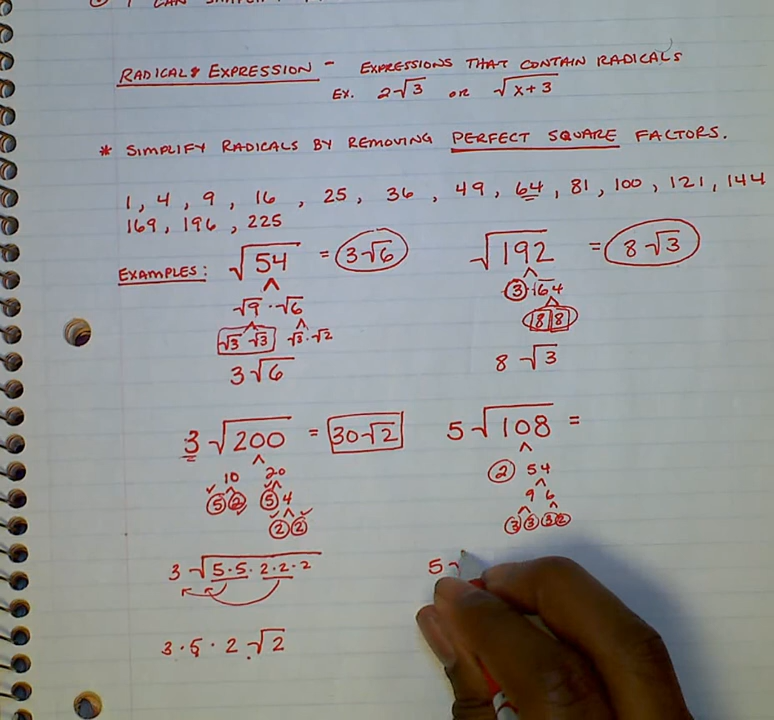 I CAN
RADICAL EXPRESSION - EXPRESSIONS THAT CONTAIN RADICALS
EX. 2√3 OR √x+3
* SIMPLIFY RADICALS BY REMOVING PERFECT SQUARE FACTORS.
1, 4, 9, 16, 25, 36, 49, 64, 81, 100, 121, 144
169, 196, 225
EXAMPLES: √54 = 3√6 √192 = 8√3
√9 · √6 3 · 64
√3 √3 √3 · √2 8 8
3√6 8√3
3√200 = 30√2 5√108 =
10 20 2 54
5 2 5 4 9 6
2 2 3 3 3 2
3√5·5·2·2·2 5√
3·5·2·√2